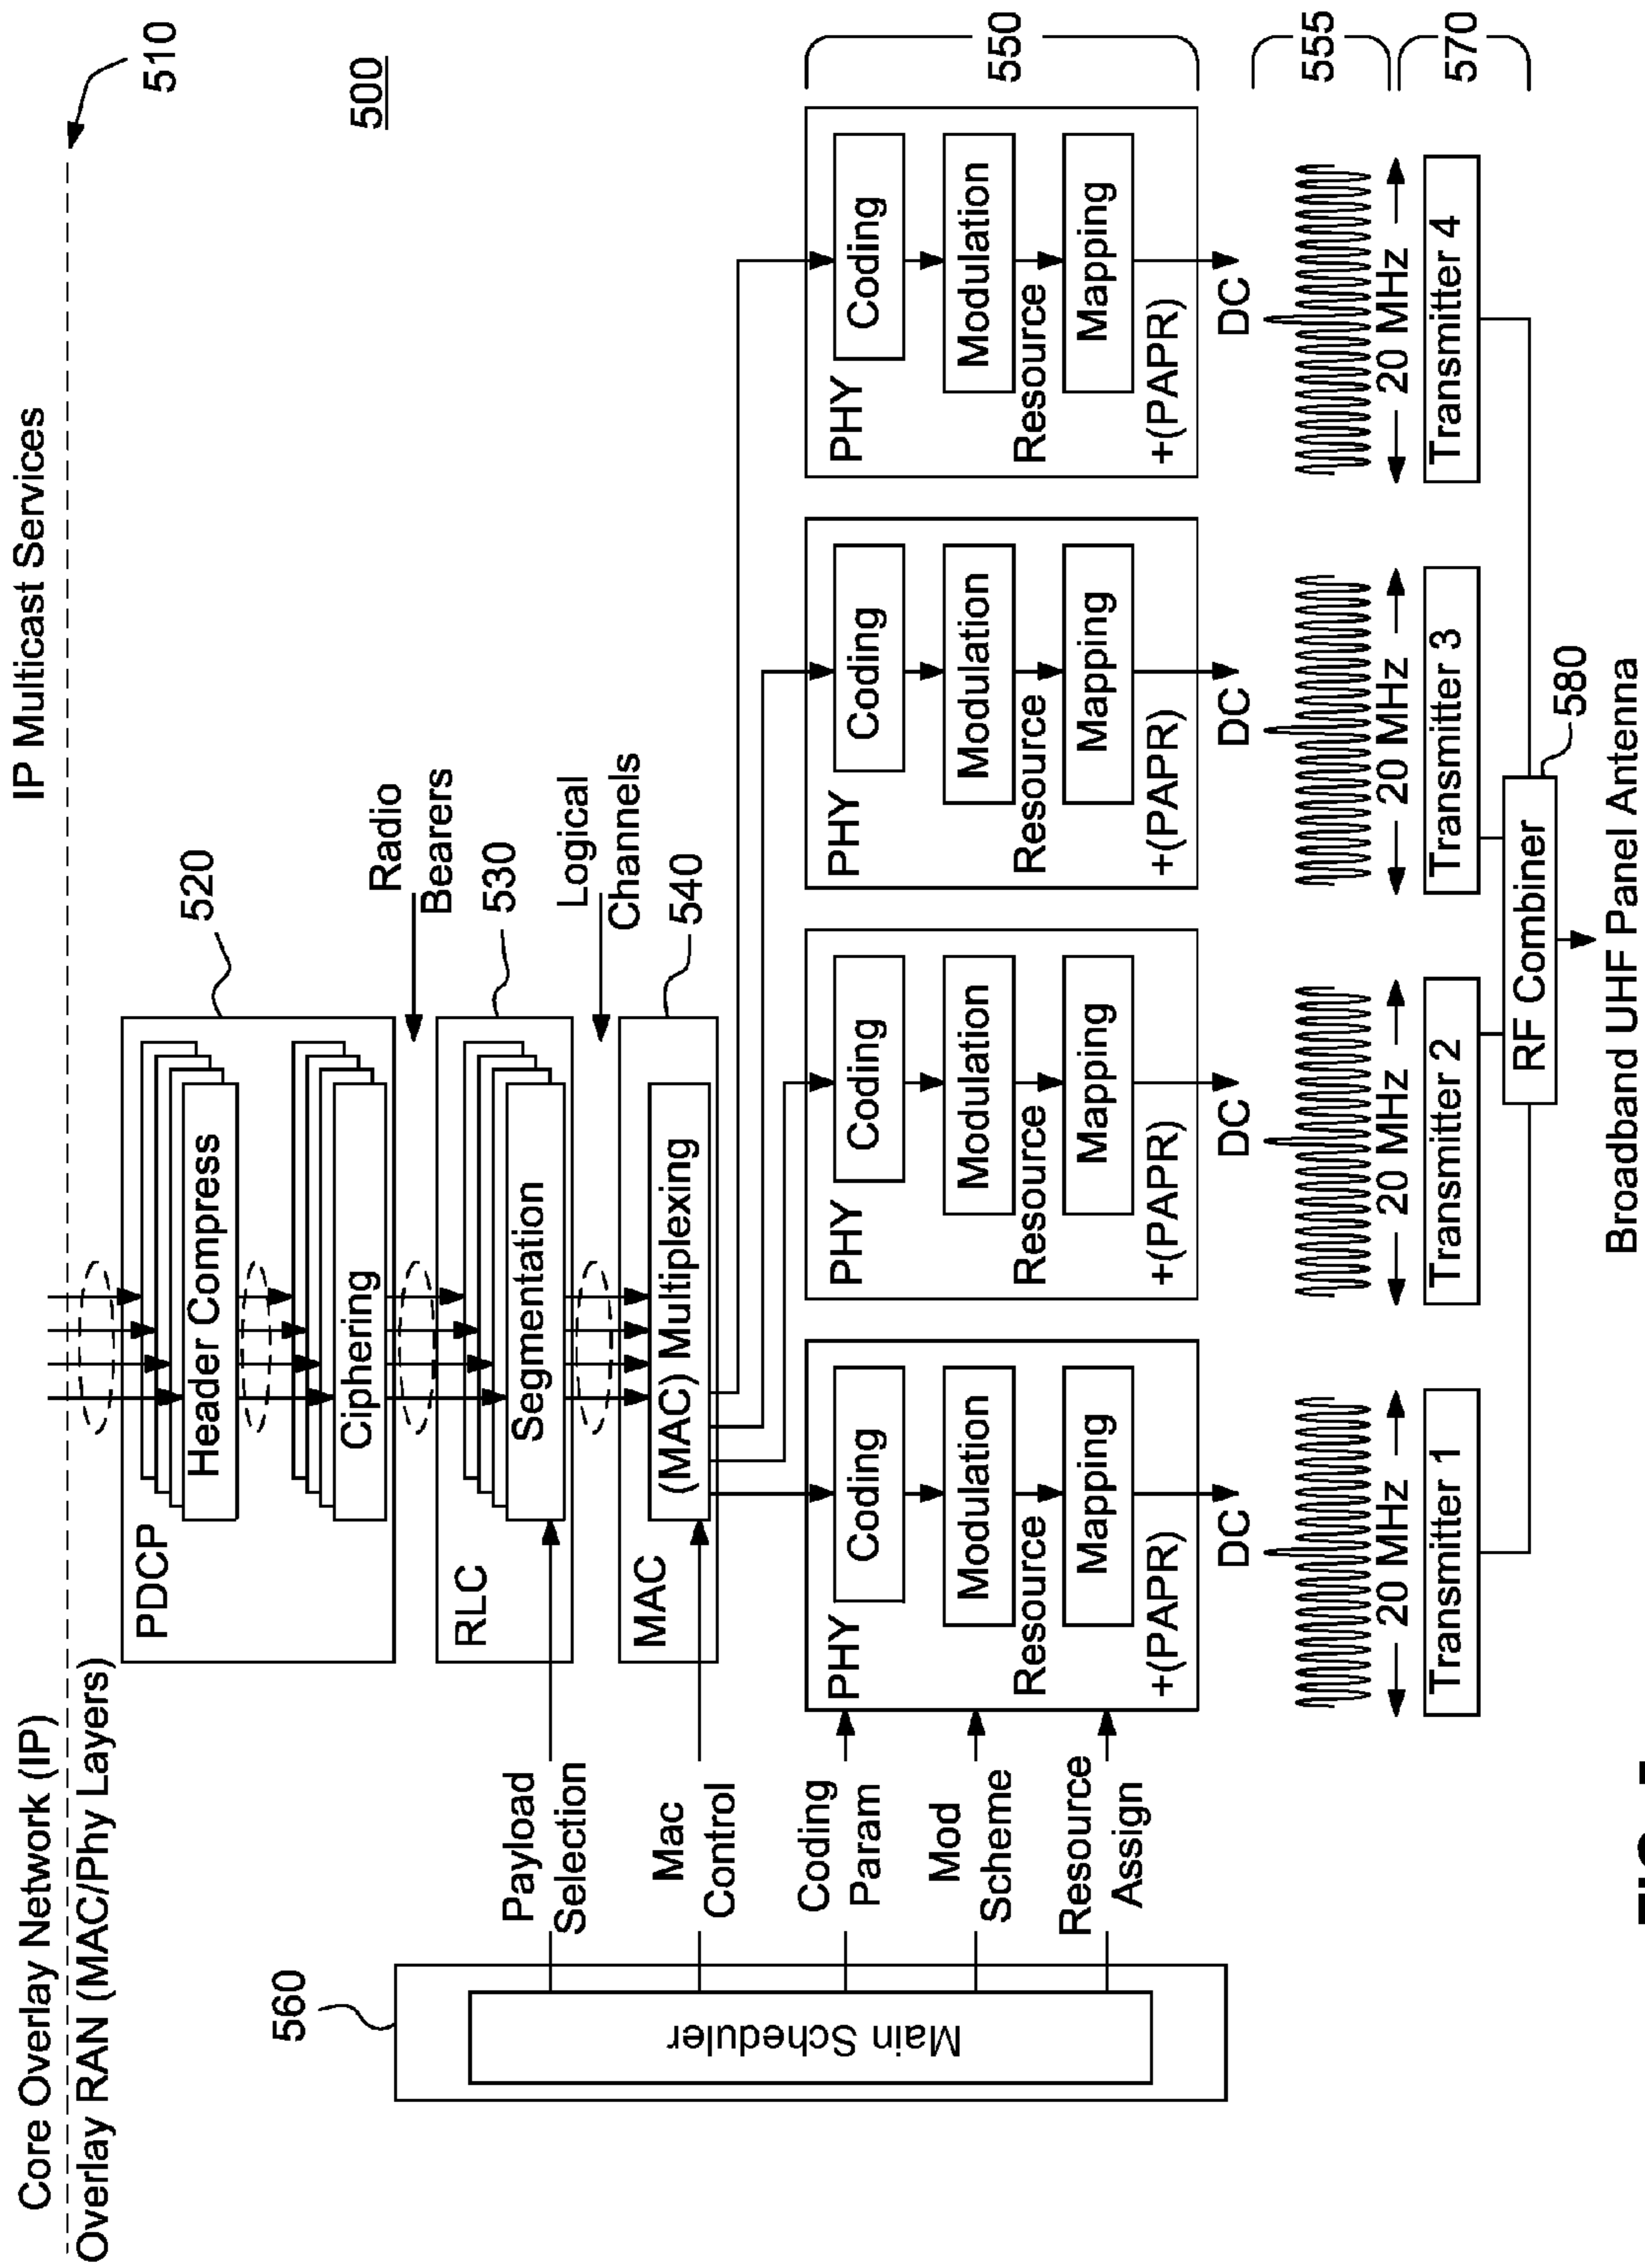 Core Overlay Network (IP)
IP Multicast Services
Overlay RAN (MAC/Phy Layers)
510
500
PDCP
Header Compress
Ciphering
520
Radio
Bearers
RLC
Segmentation
530
Logical
Channels
MAC
(MAC) Multiplexing
540
560
Main Scheduler
Payload
Selection
Mac
Control
Coding
Param
Mod
Scheme
Resource
Assign
PHY
Coding
Modulation
Resource
Mapping
+(PAPR)
PHY
Coding
Modulation
Resource
Mapping
+(PAPR)
PHY
Coding
Modulation
Resource
Mapping
+(PAPR)
PHY
Coding
Modulation
Resource
Mapping
+(PAPR)
550
DC
DC
DC
DC
555
20 MHz
20 MHz
20 MHz
20 MHz
Transmitter 1
Transmitter 2
Transmitter 3
Transmitter 4
570
RF Combiner
580
Broadband UHF Panel Antenna